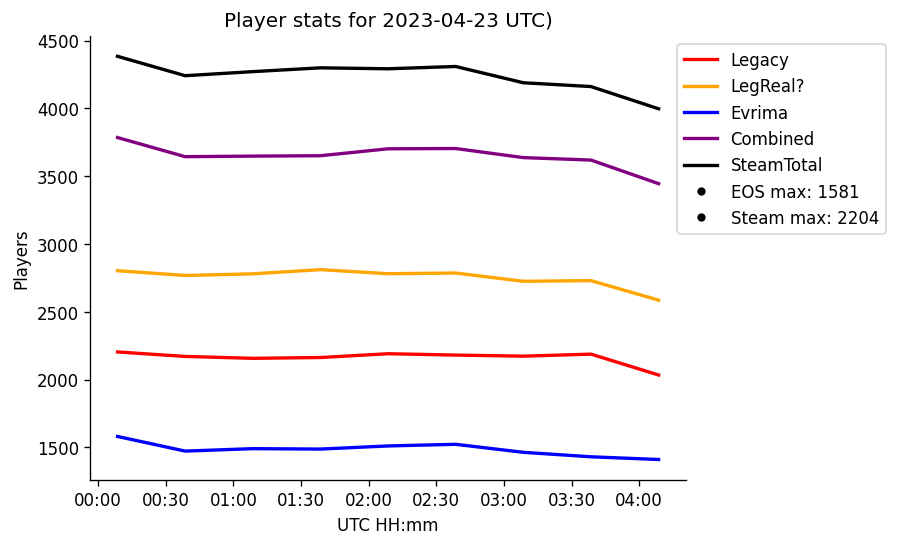 Player stats for 2023-04-23 UTC)
4500
4000
3500
3000
2500
2000
1500
Players
00:00 00:30 01:00 01:30 02:00 02:30 03:00 03:30 04:00
UTC HH:mm
Legacy
LegReal?
Evrima
Combined
SteamTotal
EOS max: 1581
Steam max: 2204